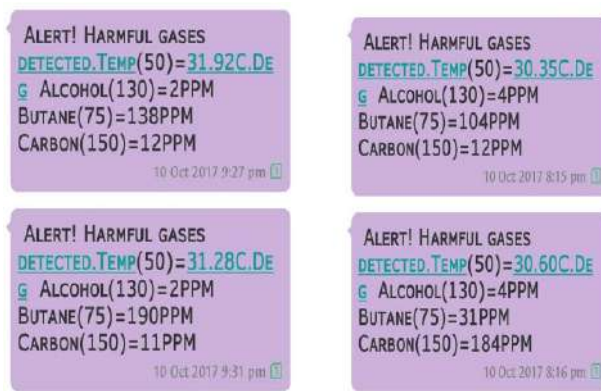 ALERT! HARMFUL GASES
DETECTED.TEMP(50)=31.92C.DE
G ALCOHOL(130)=2PPM
BUTANE(75)=138PPM
CARBON(150)=12PPM
10 Oct 2017 9:27 pm 1
ALERT! HARMFUL GASES
DETECTED.TEMP(50)=30.35C.DE
G ALCOHOL(130)=4PPM
BUTANE(75)=104PPM
CARBON(150)=12PPM
10 Oct 2017 8:15 pm 1
ALERT! HARMFUL GASES
DETECTED.TEMP(50)=31.28C.DE
G ALCOHOL(130)=2PPM
BUTANE(75)=190PPM
CARBON(150)=11PPM
10 Oct 2017 9:31 pm 1
ALERT! HARMFUL GASES
DETECTED.TEMP(50)=30.60C.DE
G ALCOHOL(130)=4PPM
BUTANE(75)=31PPM
CARBON(150)=184PPM
10 Oct 2017 8:16 pm 1